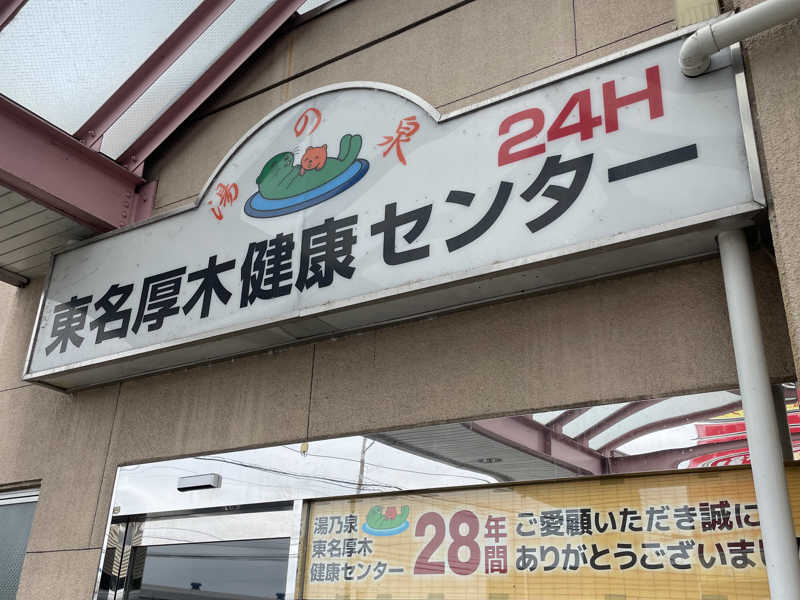 湯の泉
24H
東名厚木健康センター
湯乃泉
東名厚木
健康センター
28年間
ご愛顧いただき誠に
ありがとうございまし